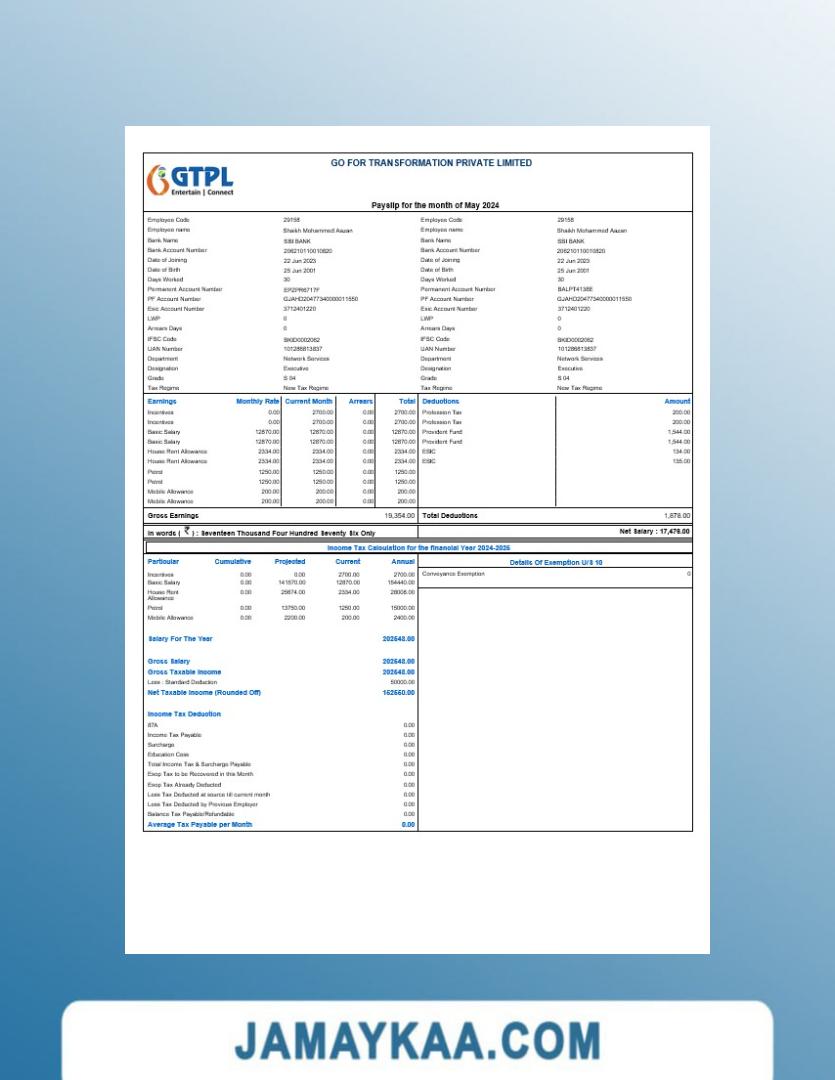 GTPL
Entertain | Connect
GO FOR TRANSFORMATION PRIVATE LIMITED
Payslip for the month of May 2024
Employee Code 29158 Employee Code 29158
Employee name Shaikh Mohammed Aazan Employee name Shaikh Mohammed Aazan
Bank Name SBI BANK Bank Name SBI BANK
Bank Account Number 206210110010820 Bank Account Number 206210110010820
Date of Joining 22 Jun 2023 Date of Joining 22 Jun 2023
Date of Birth 25 Jun 2001 Date of Birth 25 Jun 2001
Days Worked 30 Days Worked 30
Permanent Account Number EPZPR6717F Permanent Account Number BALPT4138E
PF Account Number GJAHD20477340000011550 PF Account Number GJAHD20477340000011550
Esic Account Number 3712401220 Esic Account Number 3712401220
LWP 0 LWP 0
Arrears Days 0 Arrears Days 0
IFSC Code BKID0002062 IFSC Code BKID0002062
UAN Number 101286813837 UAN Number 101286813837
Department Network Services Department Network Services
Designation Executive Designation Executive
Grade S 04 Grade S 04
Tax Regime New Tax Regime Tax Regime New Tax Regime
Earnings Monthly Rate Current Month Arrears Total Deductions Amount
Incentives 0.00 2700.00 0.00 2700.00 Profession Tax 200.00
Incentives 0.00 2700.00 0.00 2700.00 Profession Tax 200.00
Basic Salary 12870.00 12870.00 0.00 12870.00 Provident Fund 1,544.00
Basic Salary 12870.00 12870.00 0.00 12870.00 Provident Fund 1,544.00
House Rent Allowance 2334.00 2334.00 0.00 2334.00 ESIC 134.00
House Rent Allowance 2334.00 2334.00 0.00 2334.00 ESIC 135.00
Petrol 1250.00 1250.00 0.00 1250.00
Petrol 1250.00 1250.00 0.00 1250.00
Mobile Allowance 200.00 200.00 0.00 200.00
Mobile Allowance 200.00 200.00 0.00 200.00
Gross Earnings 19,354.00 Total Deductions 1,878.00
In words ( ₹ ) : Seventeen Thousand Four Hundred Seventy Six Only Net Salary : 17,476.00
Income Tax Calculation for the financial Year 2024-2025
Particular Cumulative Projected Current Annual Details Of Exemption U/S 10
Incentives 0.00 0.00 2700.00 2700.00 Conveyance Exemption 0
Basic Salary 0.00 141570.00 12870.00 154440.00
House Rent Allowance 0.00 25674.00 2334.00 28008.00
Petrol 0.00 13750.00 1250.00 15000.00
Mobile Allowance 0.00 2200.00 200.00 2400.00
Salary For The Year 202548.00
Gross Salary 202548.00
Gross Taxable Income 202548.00
Less : Standard Deduction 50000.00
Net Taxable Income (Rounded Off) 152550.00
Income Tax Deduction
87A 0.00
Income Tax Payable 0.00
Surcharge 0.00
Education Cess 0.00
Total Income Tax & Surcharge Payable 0.00
Exop Tax to be Recovered in this Month 0.00
Exop Tax Already Deducted 0.00
Less Tax Deducted at source till current month 0.00
Less Tax Deducted by Previous Employer 0.00
Balance Tax Payable/Refundable 0.00
Average Tax Payable per Month 0.00
JAMAYKAA.COM